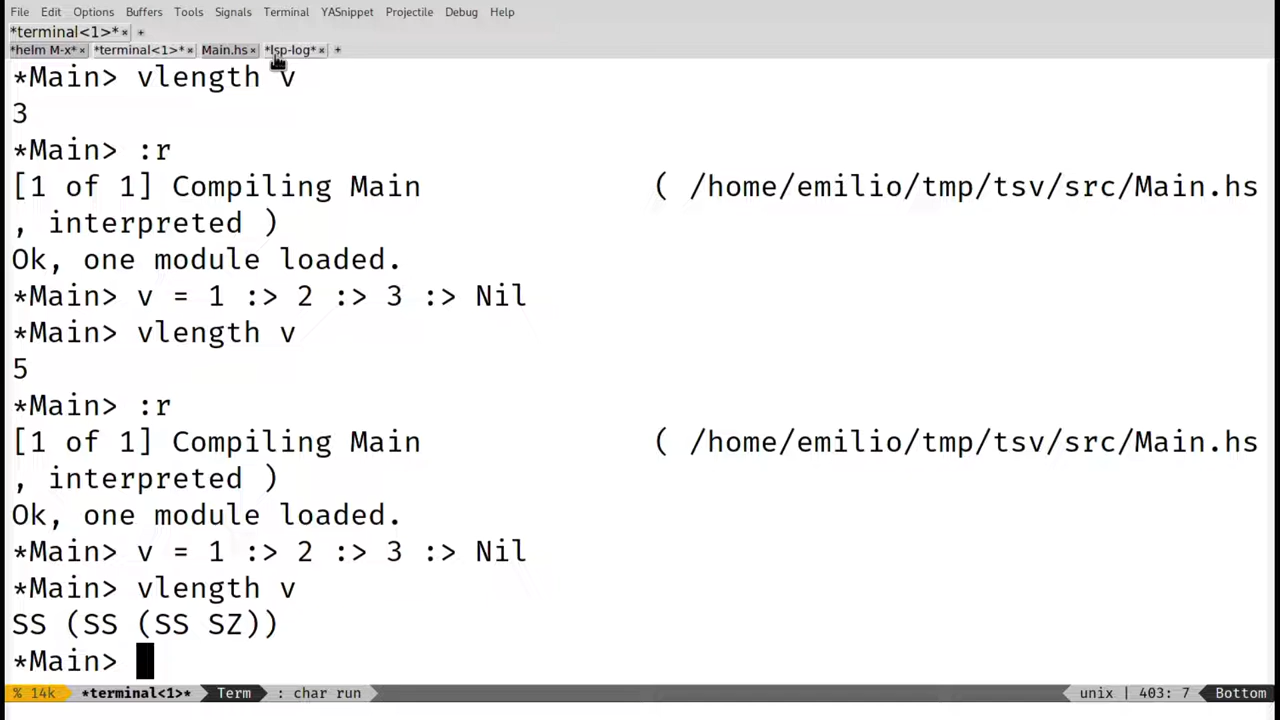 File Edit Options Buffers Tools Signals Terminal YASnippet Projectile Debug Help
*terminal<1>* × +
*helm M-x* × *terminal<1>* × Main.hs × *lsp-log* × +
*Main> vlength v
3
*Main> :r
[1 of 1] Compiling Main ( /home/emilio/tmp/tsv/src/Main.hs
, interpreted )
Ok, one module loaded.
*Main> v = 1 :> 2 :> 3 :> Nil
*Main> vlength v
5
*Main> :r
[1 of 1] Compiling Main ( /home/emilio/tmp/tsv/src/Main.hs
, interpreted )
Ok, one module loaded.
*Main> v = 1 :> 2 :> 3 :> Nil
*Main> vlength v
SS (SS (SS SZ))
*Main>
% 14k *terminal<1>* Term : char run unix | 403: 7 Bottom